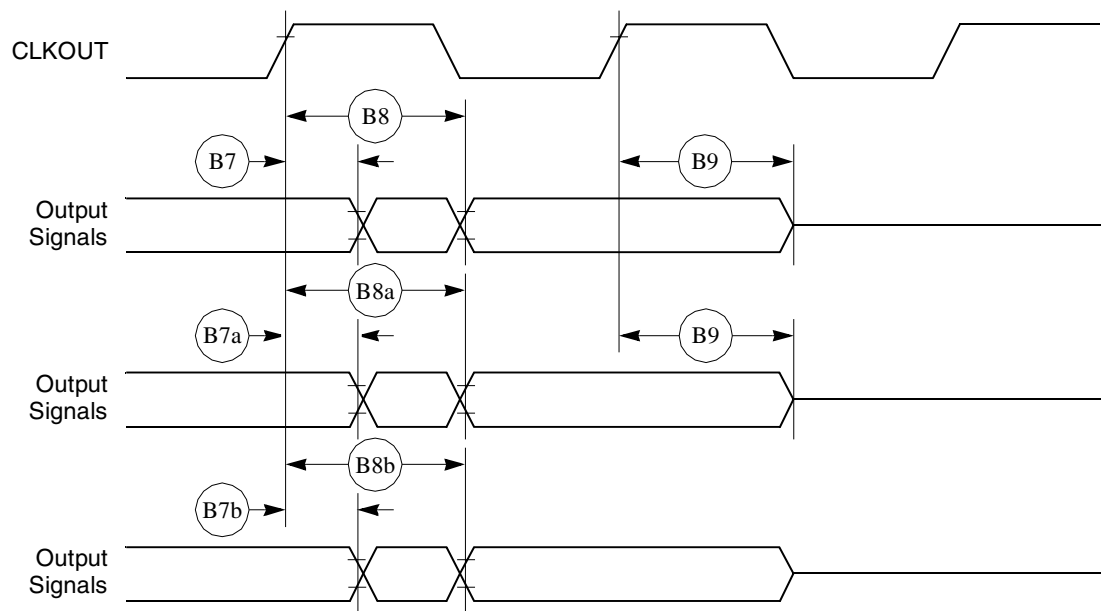 CLKOUT
B8
B7
B9
Output
Signals
B8a
B7a
B9
Output
Signals
B8b
B7b
Output
Signals